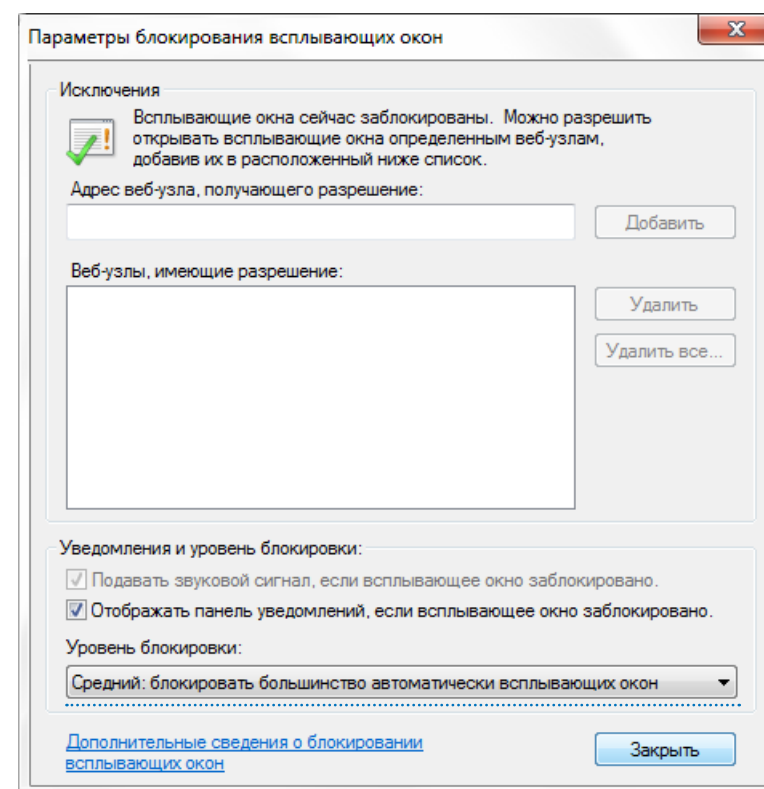 Параметры блокирования всплывающих окон
Исключения
Всплывающие окна сейчас заблокированы. Можно разрешить
открывать всплывающие окна определенным веб-узлам,
добавив их в расположенный ниже список.
Адрес веб-узла, получающего разрешение:
Добавить
Веб-узлы, имеющие разрешение:
Удалить
Удалить все...
Уведомления и уровень блокировки:
Подавать звуковой сигнал, если всплывающее окно заблокировано.
Отображать панель уведомлений, если всплывающее окно заблокировано.
Уровень блокировки:
Средний: блокировать большинство автоматически всплывающих окон
Дополнительные сведения о блокировании
всплывающих окон
Закрыть